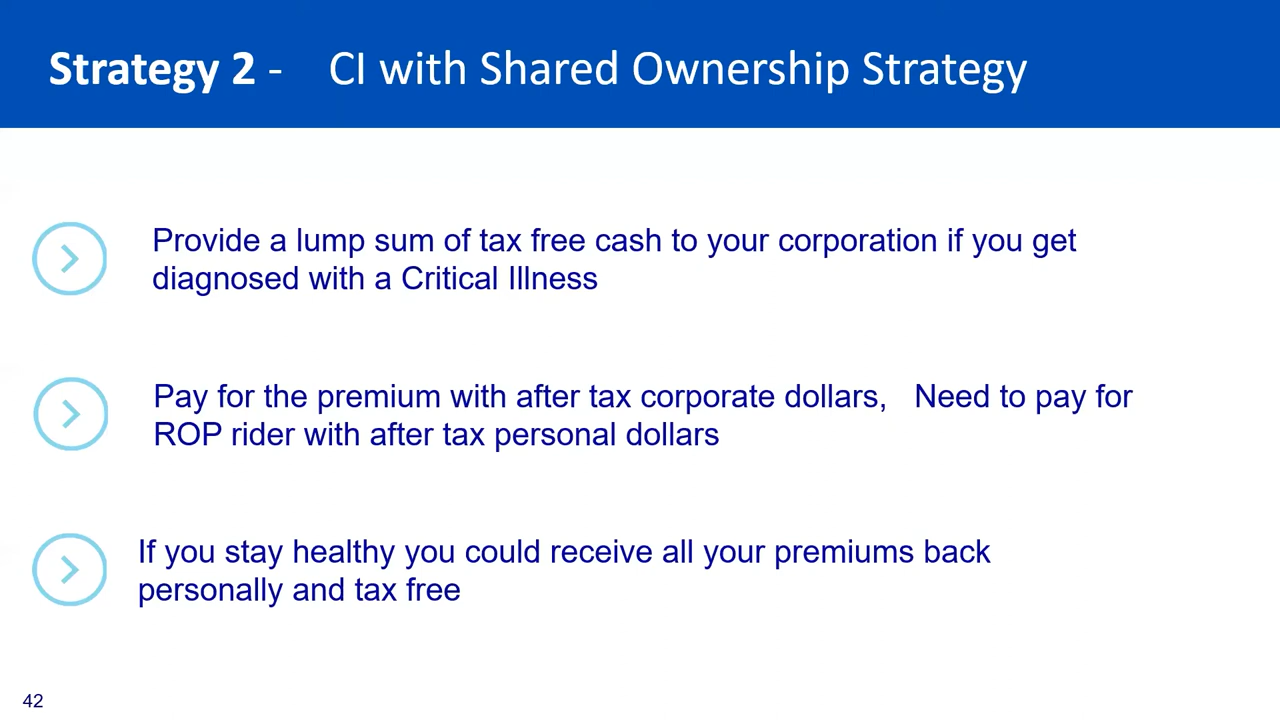 Strategy 2 - CI with Shared Ownership Strategy
Provide a lump sum of tax free cash to your corporation if you get
diagnosed with a Critical Illness
Pay for the premium with after tax corporate dollars, Need to pay for
ROP rider with after tax personal dollars
If you stay healthy you could receive all your premiums back
personally and tax free
42